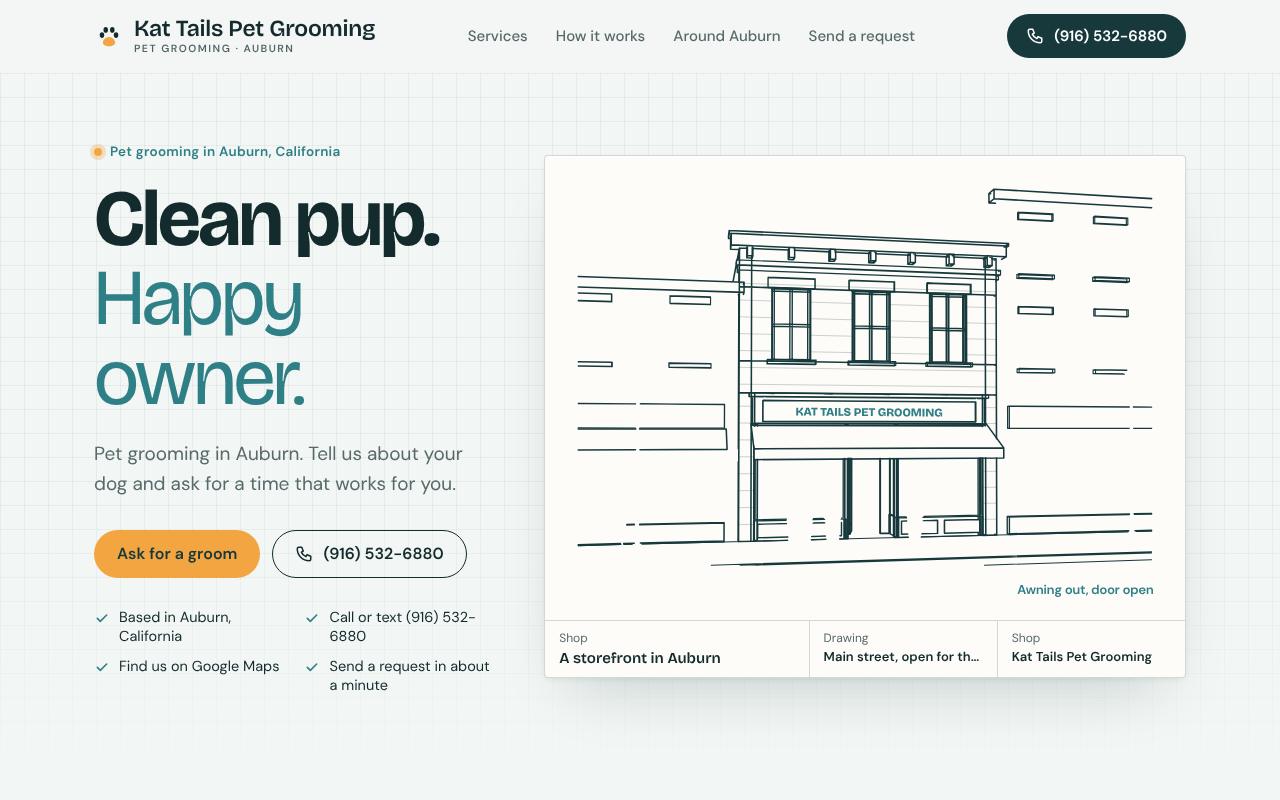 Kat Tails Pet Grooming
PET GROOMING · AUBURN
Services
How it works
Around Auburn
Send a request
(916) 532-6880
Pet grooming in Auburn, California
Clean pup.
Happy
owner.
Pet grooming in Auburn. Tell us about your
dog and ask for a time that works for you.
Ask for a groom
(916) 532-6880
Based in Auburn,
California
Call or text (916) 532-
6880
Find us on Google Maps
Send a request in about
a minute
KAT TAILS PET GROOMING
Awning out, door open
Shop
A storefront in Auburn
Drawing
Main street, open for th...
Shop
Kat Tails Pet Grooming